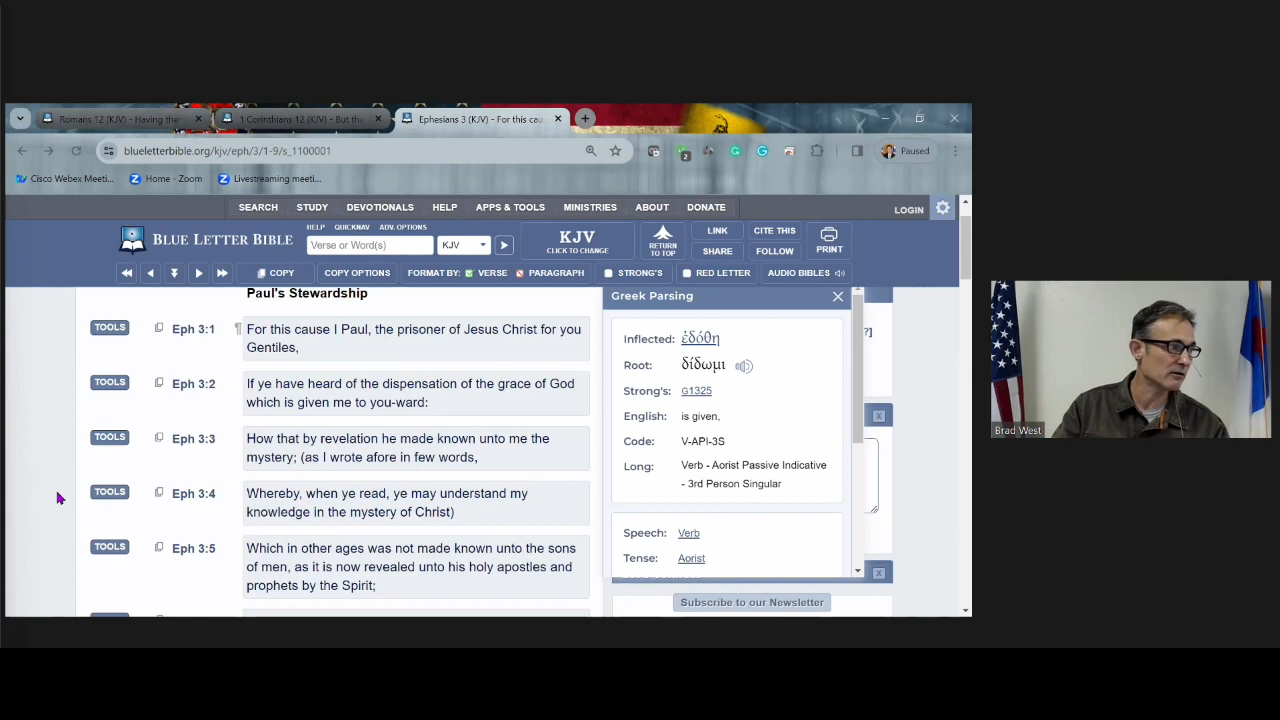 Romans 12 (KJV) - Having then
1 Corinthians 12 (KJV) - But the
Ephesians 3 (KJV) - For this cau
blueletterbible.org/kjv/eph/3/1-9/s_1100001
2
Paused
Cisco Webex Meeti...
Home - Zoom
Livestreaming meeti...
SEARCH STUDY DEVOTIONALS HELP APPS & TOOLS MINISTRIES ABOUT DONATE
LOGIN
BLUE LETTER BIBLE
HELP QUICKNAV ADV. OPTIONS
Verse or Word(s)
KJV
KJV
CLICK TO CHANGE
RETURN
TO TOP
LINK
CITE THIS
SHARE
FOLLOW
PRINT
COPY
COPY OPTIONS
FORMAT BY: VERSE PARAGRAPH
STRONG'S
RED LETTER
AUDIO BIBLES
Paul's Stewardship
TOOLS Eph 3:1 ¶ For this cause I Paul, the prisoner of Jesus Christ for you
Gentiles,
TOOLS Eph 3:2 If ye have heard of the dispensation of the grace of God
which is given me to you-ward:
TOOLS Eph 3:3 How that by revelation he made known unto me the
mystery; (as I wrote afore in few words,
TOOLS Eph 3:4 Whereby, when ye read, ye may understand my
knowledge in the mystery of Christ)
TOOLS Eph 3:5 Which in other ages was not made known unto the sons
of men, as it is now revealed unto his holy apostles and
prophets by the Spirit;
Greek Parsing
Inflected: ἐδόθη
Root: δίδωμι
Strong's: G1325
English: is given,
Code: V-API-3S
Long: Verb - Aorist Passive Indicative
- 3rd Person Singular
Speech: Verb
Tense: Aorist
?]
Subscribe to our Newsletter
Brad West